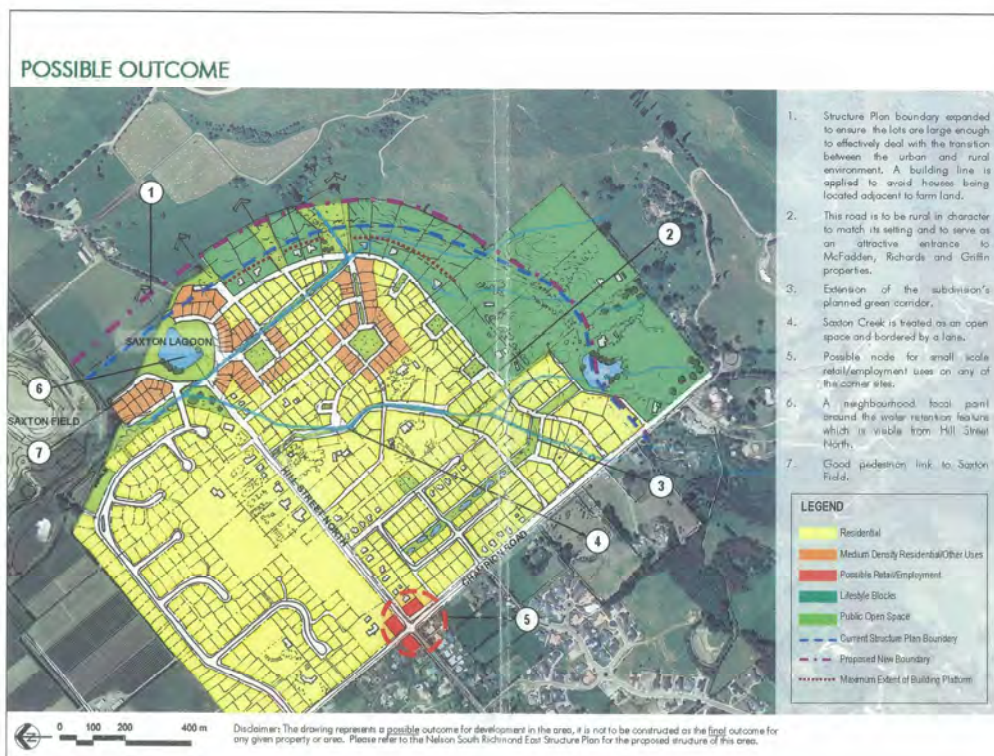 POSSIBLE OUTCOME
1
2
SAXTON LAGOON
6
SAXTON FIELD
7
HILL STREET NORTH
CHAMPION ROAD
3
4
5
1. Structure Plan boundary expanded
to ensure the lots are large enough
to effectively deal with the transition
between the urban and rural
environment. A building line is
applied to avoid houses being
located adjacent to farm land.
2. This road is to be rural in character
to match its setting and to serve as
an attractive entrance to
McFadden, Richards and Griffin
properties.
3. Extension of the subdivision's
planned green corridor.
4. Saxton Creek is treated as an open
space and bordered by a lane.
5. Possible node for small scale
retail/employment uses on any of
the corner sites.
6. A neighbourhood focal point
around the water retention feature
which is visible from Hill Street
North.
7. Good pedestrian link to Saxton
Field.
LEGEND
Residential
Medium Density Residential/Other Uses
Possible Retail/Employment
Lifestyle Blocks
Public Open Space
Current Structure Plan Boundary
Proposed New Boundary
Maximum Extent of Building Platform
0 100 200 400 m
Disclaimer: The drawing represents a possible outcome for development in the area, it is not to be construed as the final outcome for
any given property or area. Please refer to the Nelson South Richmond East Structure Plan for the proposed structure of this area.